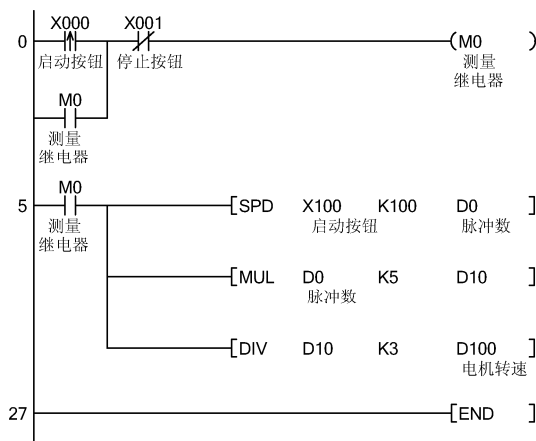 X000 X001
0 (M0 )
启动按钮 停止按钮 测量
继电器
M0
测量
继电器
M0
5 [SPD X100 K100 D0 ]
测量 启动按钮 脉冲数
继电器
[MUL D0 K5 D10 ]
脉冲数
[DIV D10 K3 D100 ]
电机转速
27 [END ]